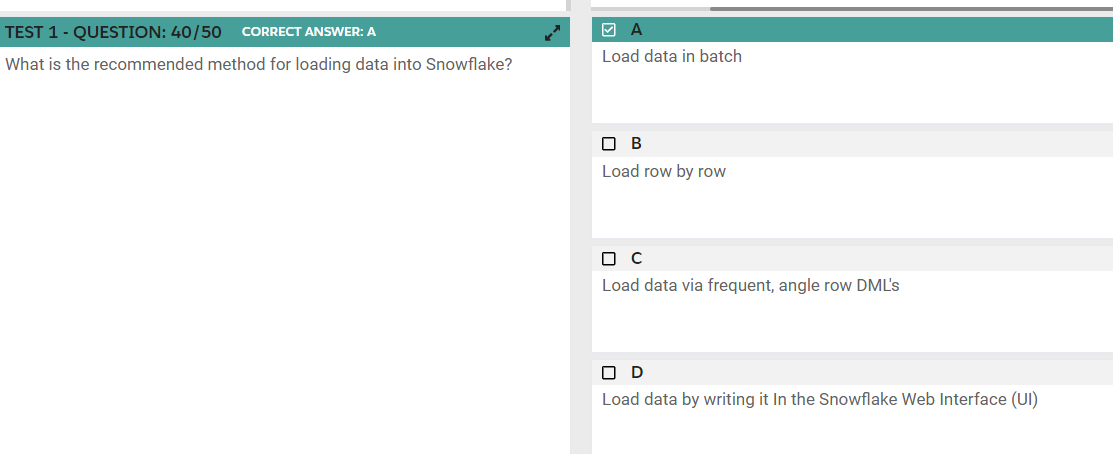 TEST 1 - QUESTION: 40/50 CORRECT ANSWER: A
What is the recommended method for loading data into Snowflake?
A
Load data in batch
B
Load row by row
C
Load data via frequent, angle row DML's
D
Load data by writing it In the Snowflake Web Interface (UI)